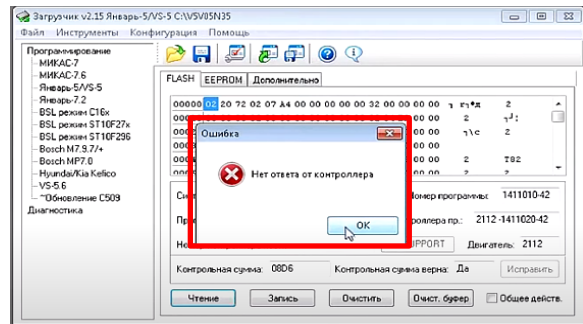 Загрузчик v2.15 Январь-5/VS-5 C:\V5V05N35
Файл Инструменты Конфигурация Помощь
Программирование
МИКАС-7
МИКАС-7.6
Январь-5/VS-5
Январь-7.2
BSL режим C16x
BSL режим ST10F27x
BSL режим ST10F296
Bosch M7.9.7/+
Bosch MP7.0
Hyundai/Kia Kefico
VS-5.6
~Обновление C509
Диагностика
FLASH EEPROM Дополнительно
00000 02 20 72 02 07 A4 00 00 00 00 00 32 00 00 00 00
Ошибка
Нет ответа от контроллера
OK
Номер программы: 1411010-42
роллера пр.: 2112-1411020-42
UPPORT Двигатель: 2112
Контрольная сумма: 08D6 Контрольная сумма верна: Да Исправить
Чтение Запись Очистить Очист. буфер Общее действ.